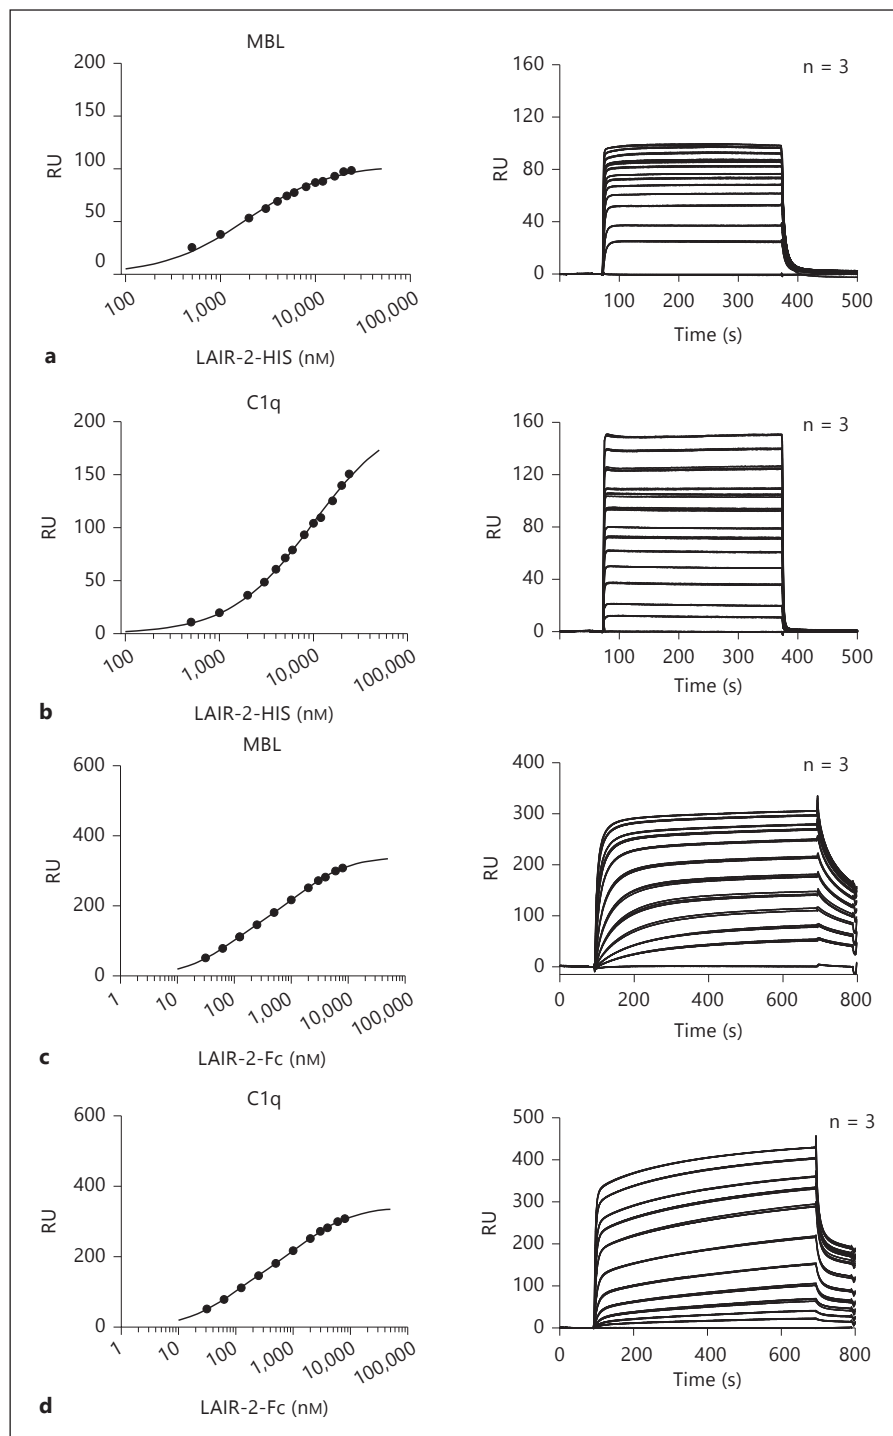 MBL
200
150
100
50
0
RU
100
1,000
10,000
100,000
LAIR-2-HIS (nM)
n = 3
160
120
80
40
0
RU
100 200 300 400 500
Time (s)
a
C1q
200
150
100
50
0
RU
100
1,000
10,000
100,000
LAIR-2-HIS (nM)
n = 3
160
120
80
40
0
RU
100 200 300 400 500
Time (s)
b
MBL
600
400
200
0
RU
1
10
100
1,000
10,000
100,000
LAIR-2-Fc (nM)
n = 3
400
300
200
100
0
RU
0 200 400 600 800
Time (s)
c
C1q
600
400
200
0
RU
1
10
100
1,000
10,000
100,000
LAIR-2-Fc (nM)
n = 3
500
400
300
200
100
0
RU
0 200 400 600 800
Time (s)
d